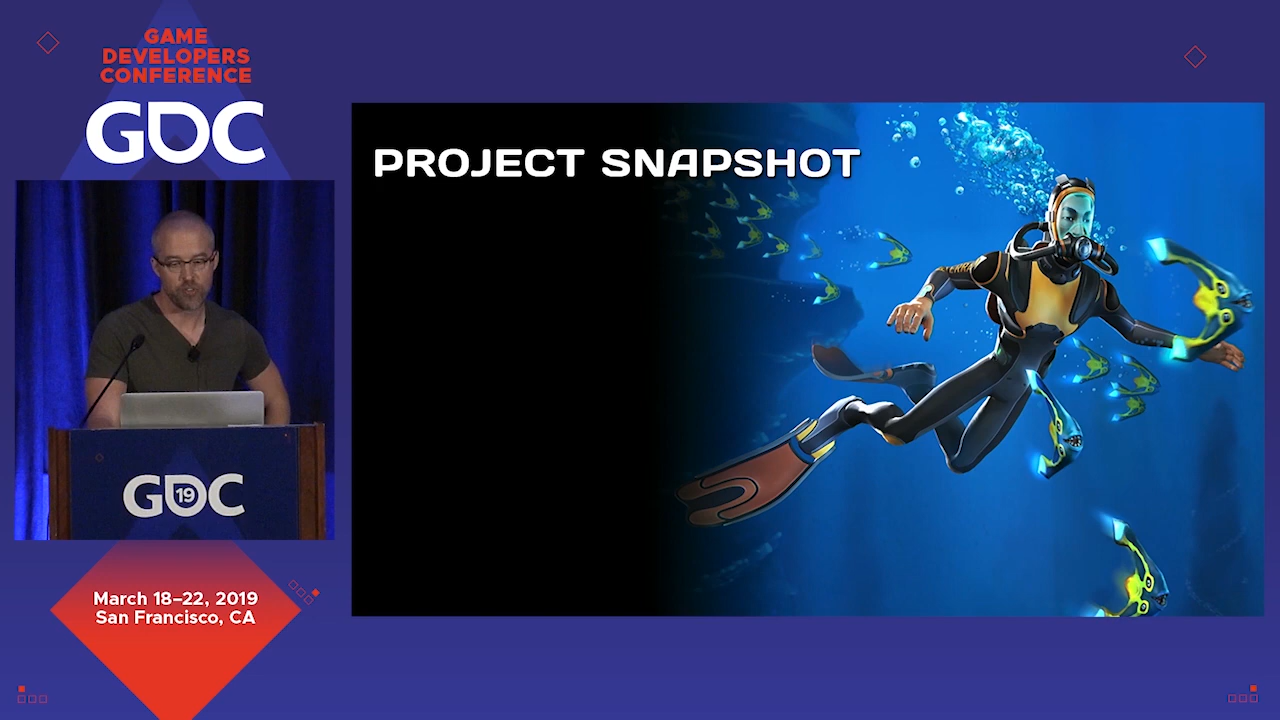 GAME
DEVELOPERS
CONFERENCE
GDC
PROJECT SNAPSHOT
GDC
19
March 18–22, 2019
San Francisco, CA